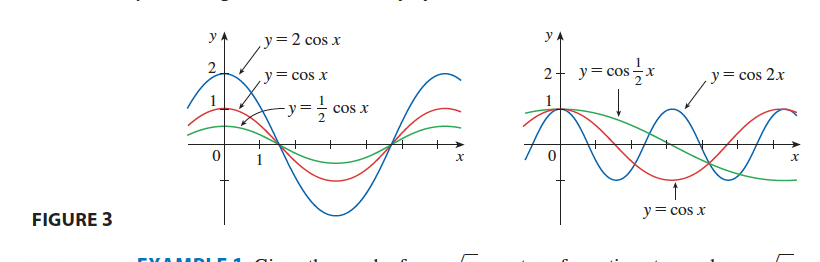 y
y = 2 cos x
2
y = cos x
1
y = 1/2 cos x
0
1
x
y
2
y = cos 1/2 x
y = cos 2x
1
0
x
y = cos x
FIGURE 3